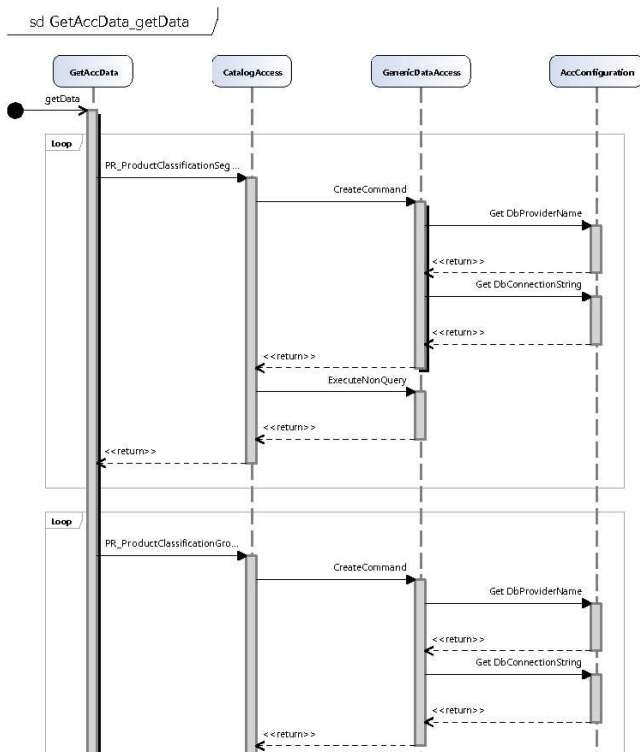 sd GetAccData_getData
GetAccData
CatalogAccess
GenericDataAccess
AccConfiguration
getData
Loop
PR_ProductClassificationSeg ...
CreateCommand
Get DbProviderName
<<return>>
Get DbConnectionString
<<return>>
<<return>>
ExecuteNonQuery
<<return>>
<<return>>
Loop
PR_ProductClassificationGro...
CreateCommand
Get DbProviderName
<<return>>
Get DbConnectionString
<<return>>
<<return>>